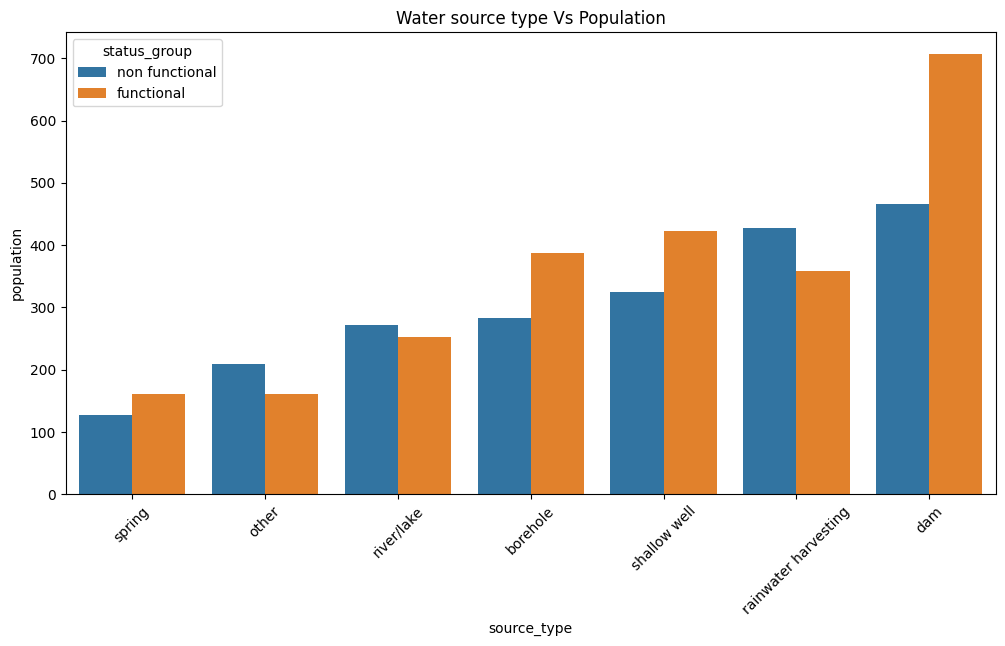 Water source type Vs Population
status_group
non functional
functional
700
600
500
400
300
200
100
0
population
spring
other
river/lake
borehole
shallow well
rainwater harvesting
dam
source_type